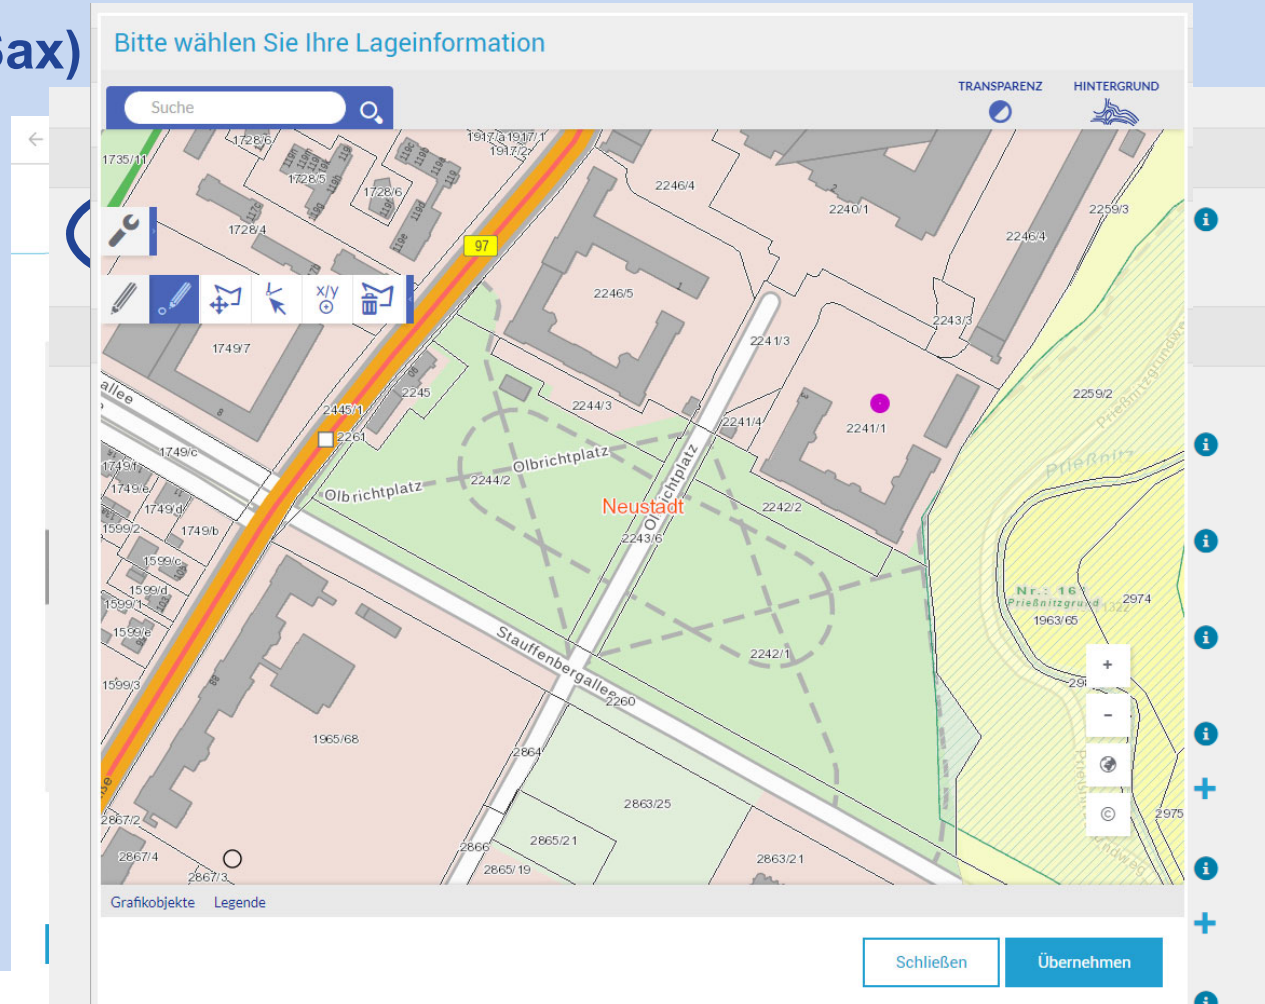 Sax)
Bitte wählen Sie Ihre Lageinformation
Suche
TRANSPARENZ
HINTERGRUND
1735/11
1728/6
1917/a 1917/1
1917/2
1728/5
1728/6
2246/4
2240/1
2259/3
1728/4
97
2246/4
x/y
2246/5
2243/3
1749/7
2241/3
2245
2259/2
allee
2445/1
2244/3
2241/4
2241/1
2261
1749/c
Olbrichtplatz
Prießnitz
1749/f
2244/2
1749/e
Olbrichtplatz
Olbrichtplatz
Neustadt
2242/2
1749/d
1599/2
1749/b
2243/6
1599/c
1599/d
Nr.: 16
1599/1
Prießnitzgrund
2974
1963/65
1599/e
Stauffenbergallee
2242/1
1599/3
2260
+
-
1965/68
2864
2863/25
©
2975
2867/2
2865/21
2866
2867/4
2863/21
2867/3
2865/19
Grafikobjekte Legende
Schließen
Übernehmen